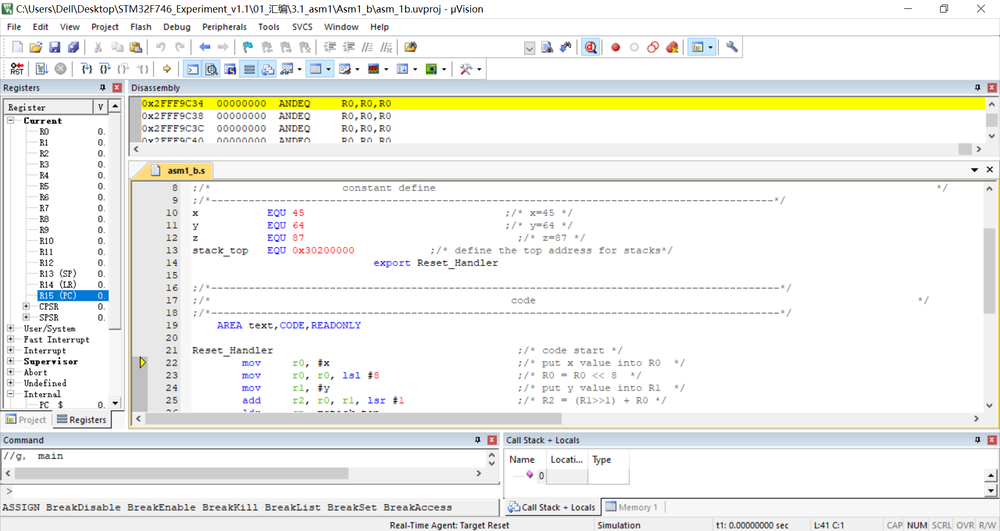 C:\Users\Dell\Desktop\STM32F746_Experiment_v1.1\01_汇编\3.1_asm1\Asm1_b\asm_1b.uvproj - µVision
File Edit View Project Flash Debug Peripherals Tools SVCS Window Help
RST
Registers
Register V
Current
R0 0.
R1 0.
R2 0.
R3 0.
R4 0.
R5 0.
R6 0.
R7 0.
R8 0.
R9 0.
R10 0.
R11 0.
R12 0.
R13 (SP) 0.
R14 (LR) 0.
R15 (PC) 0.
CPSR 0.
SPSR 0.
User/System
Fast Interrupt
Interrupt
Supervisor
Abort
Undefined
Internal
PC $ 0.
Project Registers
Disassembly
0x2FFF9C34 00000000 ANDEQ R0,R0,R0
0x2FFF9C38 00000000 ANDEQ R0,R0,R0
0x2FFF9C3C 00000000 ANDEQ R0,R0,R0
0x2FFF9C40 00000000 ANDEQ R0,R0,R0
asm1_b.s
8 ;/* constant define */
9 ;/*------------------------------------------------------------------------------------------*/
10 x EQU 45 ;/* x=45 */
11 y EQU 64 ;/* y=64 */
12 z EQU 87 ;/* z=87 */
13 stack_top EQU 0x30200000 ;/* define the top address for stacks*/
14 export Reset_Handler
15
16 ;/*-------------------------------------------------------------------------------------------*/
17 ;/* code */
18 ;/*-------------------------------------------------------------------------------------------*/
19 AREA text,CODE,READONLY
20
21 Reset_Handler ;/* code start */
22 mov r0, #x ;/* put x value into R0 */
23 mov r0, r0, lsl #8 ;/* R0 = R0 << 8 */
24 mov r1, #y ;/* put y value into R1 */
25 add r2, r0, r1, lsr #1 ;/* R2 = (R1>>1) + R0 */
Command
//g, main
>
ASSIGN BreakDisable BreakEnable BreakKill BreakList BreakSet BreakAccess
Call Stack + Locals
Name Locati... Type
0
Call Stack + Locals Memory 1
Real-Time Agent: Target Reset Simulation t1: 0.00000000 sec L:41 C:1 CAP NUM SCRL OVR R/W